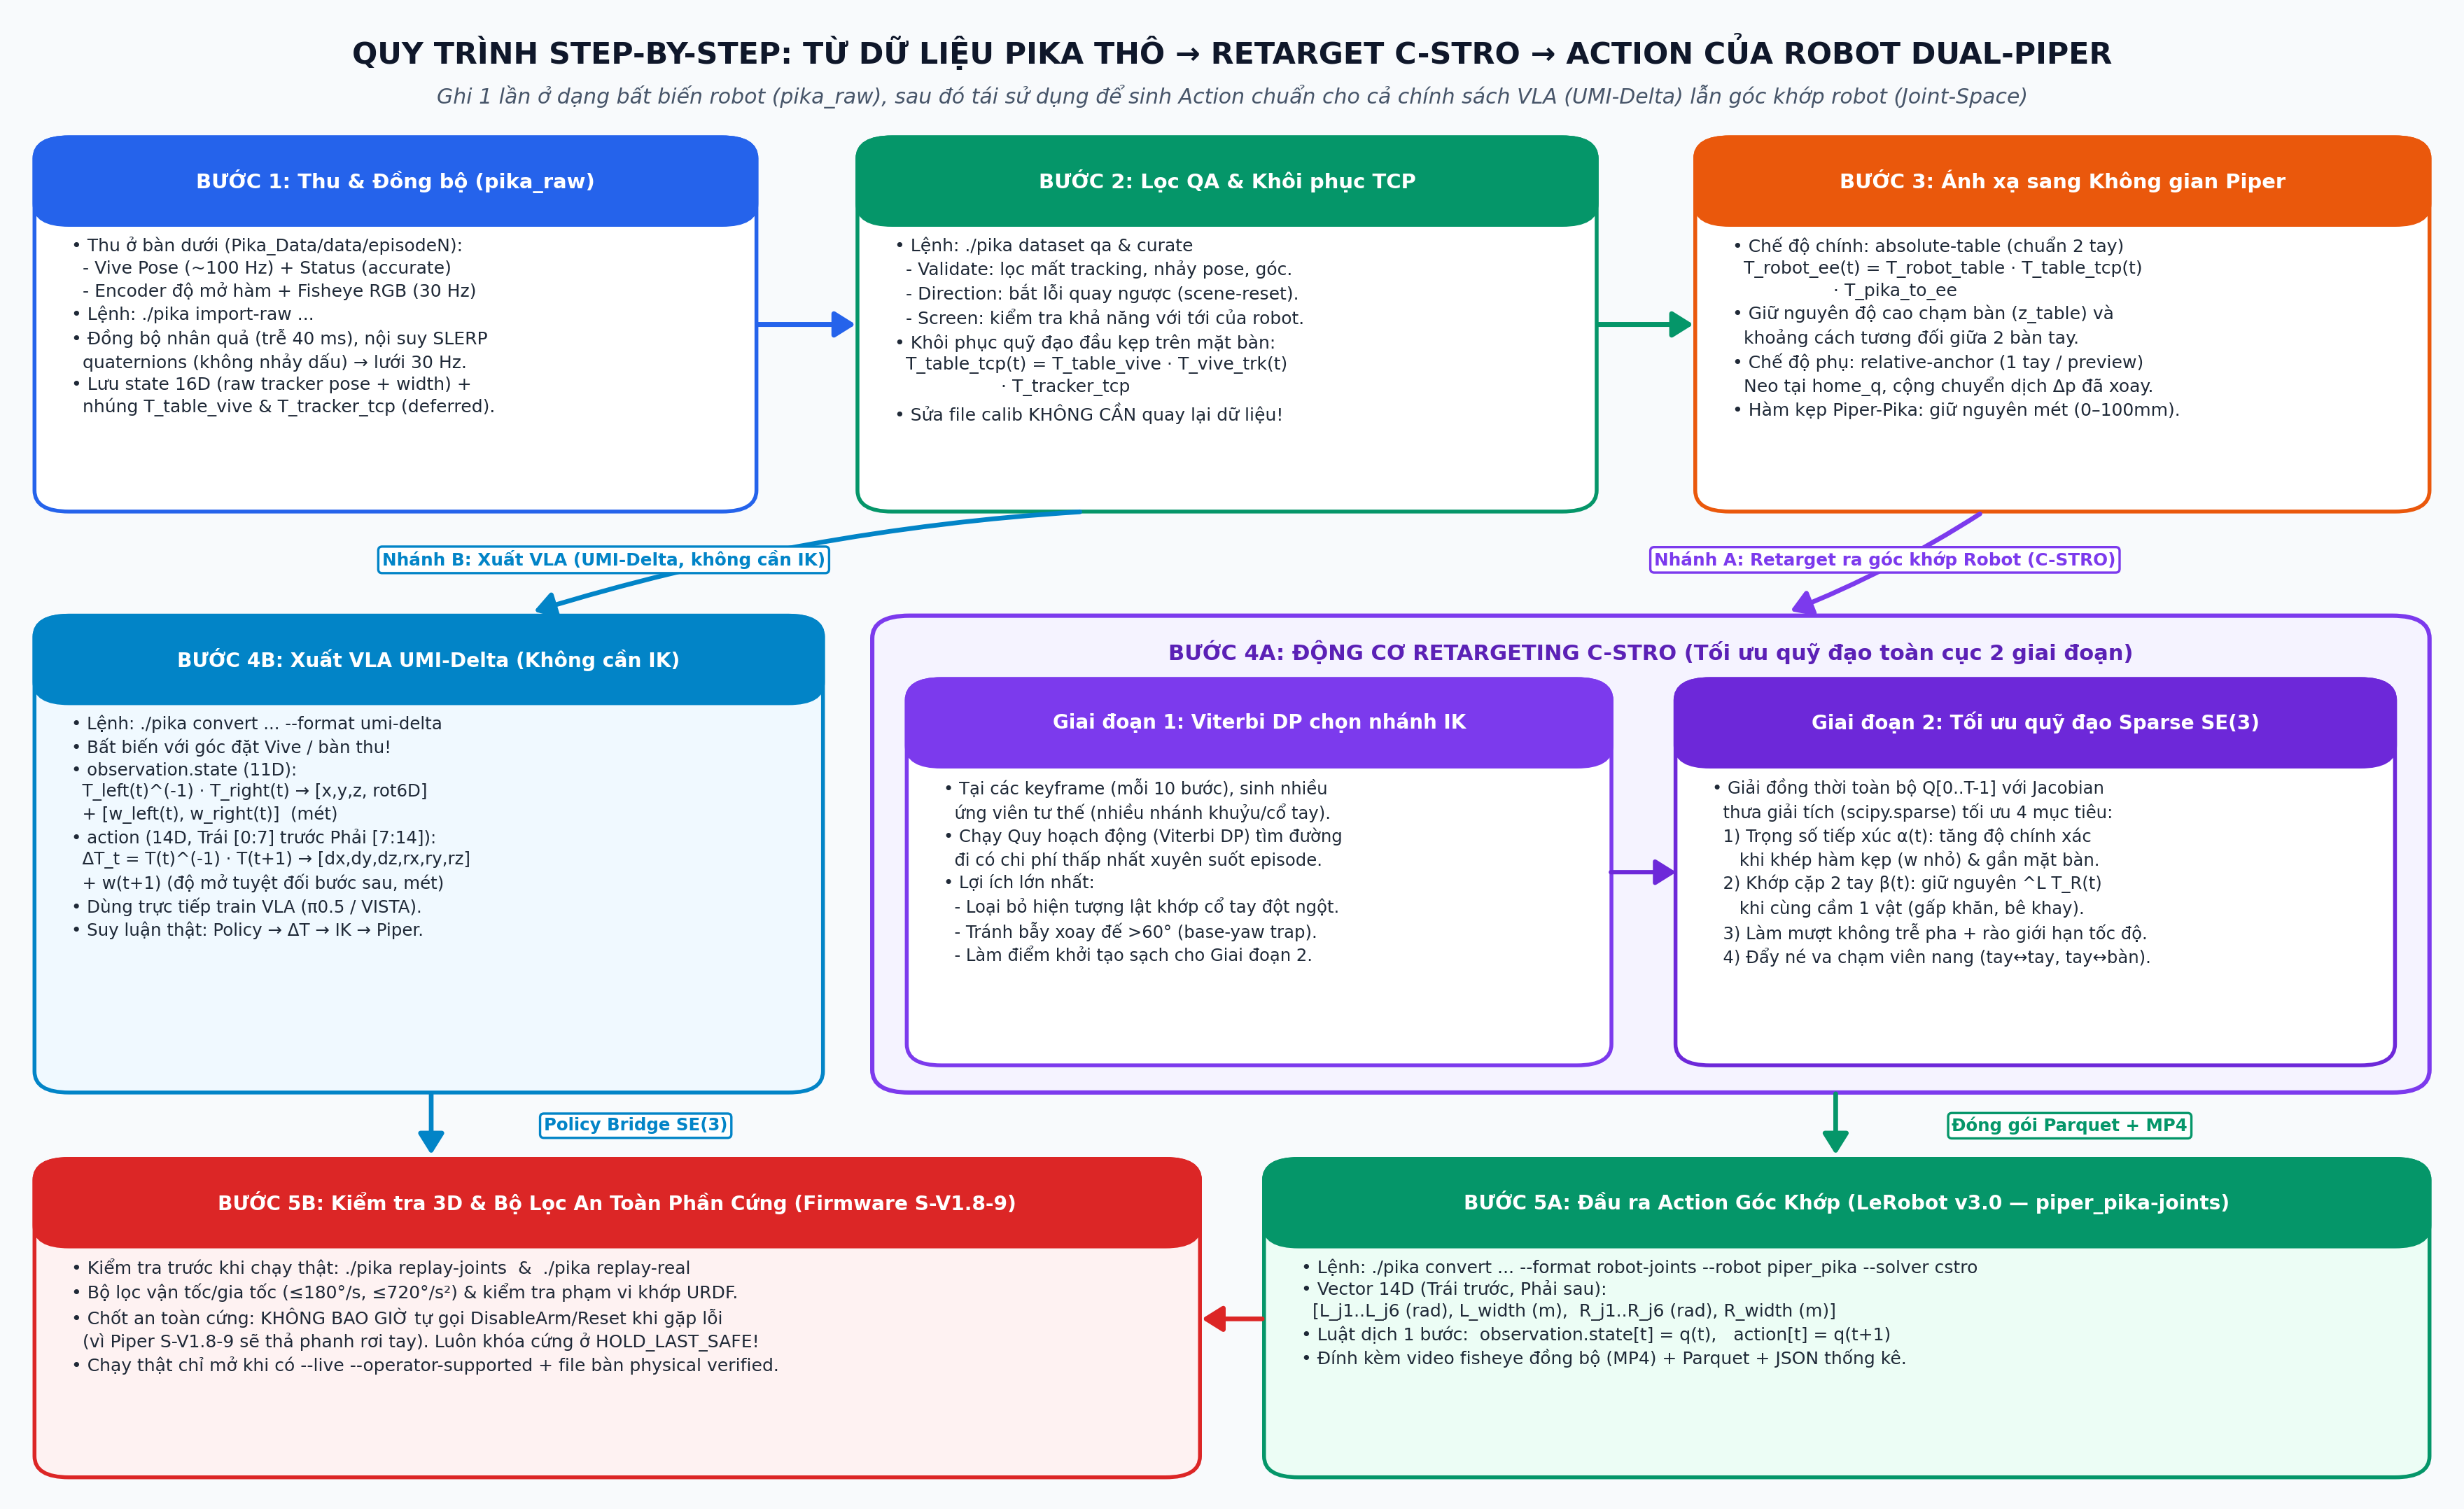 QUY TRÌNH STEP-BY-STEP: TỪ DỮ LIỆU PIKA THÔ → RETARGET C-STRO → ACTION CỦA ROBOT DUAL-PIPER
Ghi 1 lần ở dạng bất biến robot (pika_raw), sau đó tái sử dụng để sinh Action chuẩn cho cả chính sách VLA (UMI-Delta) lẫn góc khớp robot (Joint-Space)
BƯỚC 1: Thu & Đồng bộ (pika_raw)
• Thu ở bàn dưới (Pika_Data/data/episodeN):
- Vive Pose (~100 Hz) + Status (accurate)
- Encoder độ mở hàm + Fisheye RGB (30 Hz)
• Lệnh: ./pika import-raw ...
• Đồng bộ nhân quả (trễ 40 ms), nội suy SLERP
quaternions (không nhảy dấu) → lưới 30 Hz.
• Lưu state 16D (raw tracker pose + width) +
nhúng T_table_vive & T_tracker_tcp (deferred).
BƯỚC 2: Lọc QA & Khôi phục TCP
• Lệnh: ./pika dataset qa & curate
- Validate: lọc mất tracking, nhảy pose, góc.
- Direction: bắt lỗi quay ngược (scene-reset).
- Screen: kiểm tra khả năng với tới của robot.
• Khôi phục quỹ đạo đầu kẹp trên mặt bàn:
T_table_tcp(t) = T_table_vive · T_vive_trk(t)
· T_tracker_tcp
• Sửa file calib KHÔNG CẦN quay lại dữ liệu!
BƯỚC 3: Ánh xạ sang Không gian Piper
• Chế độ chính: absolute-table (chuẩn 2 tay)
T_robot_ee(t) = T_robot_table · T_table_tcp(t)
· T_pika_to_ee
• Giữ nguyên độ cao chạm bàn (z_table) và
khoảng cách tương đối giữa 2 bàn tay.
• Chế độ phụ: relative-anchor (1 tay / preview)
Neo tại home_q, cộng chuyển dịch Δp đã xoay.
• Hàm kẹp Piper-Pika: giữ nguyên mét (0–100mm).
Nhánh B: Xuất VLA (UMI-Delta, không cần IK)
Nhánh A: Retarget ra góc khớp Robot (C-STRO)
BƯỚC 4B: Xuất VLA UMI-Delta (Không cần IK)
• Lệnh: ./pika convert ... --format umi-delta
• Bất biến với góc đặt Vive / bàn thu!
• observation.state (11D):
T_left(t)^(-1) · T_right(t) → [x,y,z, rot6D]
+ [w_left(t), w_right(t)]  (mét)
• action (14D, Trái [0:7] trước Phải [7:14]):
ΔT_t = T(t)^(-1) · T(t+1) → [dx,dy,dz,rx,ry,rz]
+ w(t+1) (độ mở tuyệt đối bước sau, mét)
• Dùng trực tiếp train VLA (π0.5 / VISTA).
• Suy luận thật: Policy → ΔT → IK → Piper.
BƯỚC 4A: ĐỘNG CƠ RETARGETING C-STRO (Tối ưu quỹ đạo toàn cục 2 giai đoạn)
Giai đoạn 1: Viterbi DP chọn nhánh IK
• Tại các keyframe (mỗi 10 bước), sinh nhiều
ứng viên tư thế (nhiều nhánh khuỷu/cổ tay).
• Chạy Quy hoạch động (Viterbi DP) tìm đường
đi có chi phí thấp nhất xuyên suốt episode.
• Lợi ích lớn nhất:
- Loại bỏ hiện tượng lật khớp cổ tay đột ngột.
- Tránh bẫy xoay đế >60° (base-yaw trap).
- Làm điểm khởi tạo sạch cho Giai đoạn 2.
Giai đoạn 2: Tối ưu quỹ đạo Sparse SE(3)
• Giải đồng thời toàn bộ Q[0..T-1] với Jacobian
thưa giải tích (scipy.sparse) tối ưu 4 mục tiêu:
1) Trọng số tiếp xúc α(t): tăng độ chính xác
khi khép hàm kẹp (w nhỏ) & gần mặt bàn.
2) Khớp cặp 2 tay β(t): giữ nguyên ^L T_R(t)
khi cùng cầm 1 vật (gấp khăn, bê khay).
3) Làm mượt không trễ pha + rào giới hạn tốc độ.
4) Đẩy né va chạm viên nang (tay↔tay, tay↔bàn).
Policy Bridge SE(3)
Đóng gói Parquet + MP4
BƯỚC 5B: Kiểm tra 3D & Bộ Lọc An Toàn Phần Cứng (Firmware S-V1.8-9)
• Kiểm tra trước khi chạy thật: ./pika replay-joints  &  ./pika replay-real
• Bộ lọc vận tốc/gia tốc (≤180°/s, ≤720°/s²) & kiểm tra phạm vi khớp URDF.
• Chốt an toàn cứng: KHÔNG BAO GIỜ tự gọi DisableArm/Reset khi gặp lỗi
(vì Piper S-V1.8-9 sẽ thả phanh rơi tay). Luôn khóa cứng ở HOLD_LAST_SAFE!
• Chạy thật chỉ mở khi có --live --operator-supported + file bàn physical verified.
BƯỚC 5A: Đầu ra Action Góc Khớp (LeRobot v3.0 — piper_pika-joints)
• Lệnh: ./pika convert ... --format robot-joints --robot piper_pika --solver cstro
• Vector 14D (Trái trước, Phải sau):
[L_j1..L_j6 (rad), L_width (m),  R_j1..R_j6 (rad), R_width (m)]
• Luật dịch 1 bước:  observation.state[t] = q(t),   action[t] = q(t+1)
• Đính kèm video fisheye đồng bộ (MP4) + Parquet + JSON thống kê.